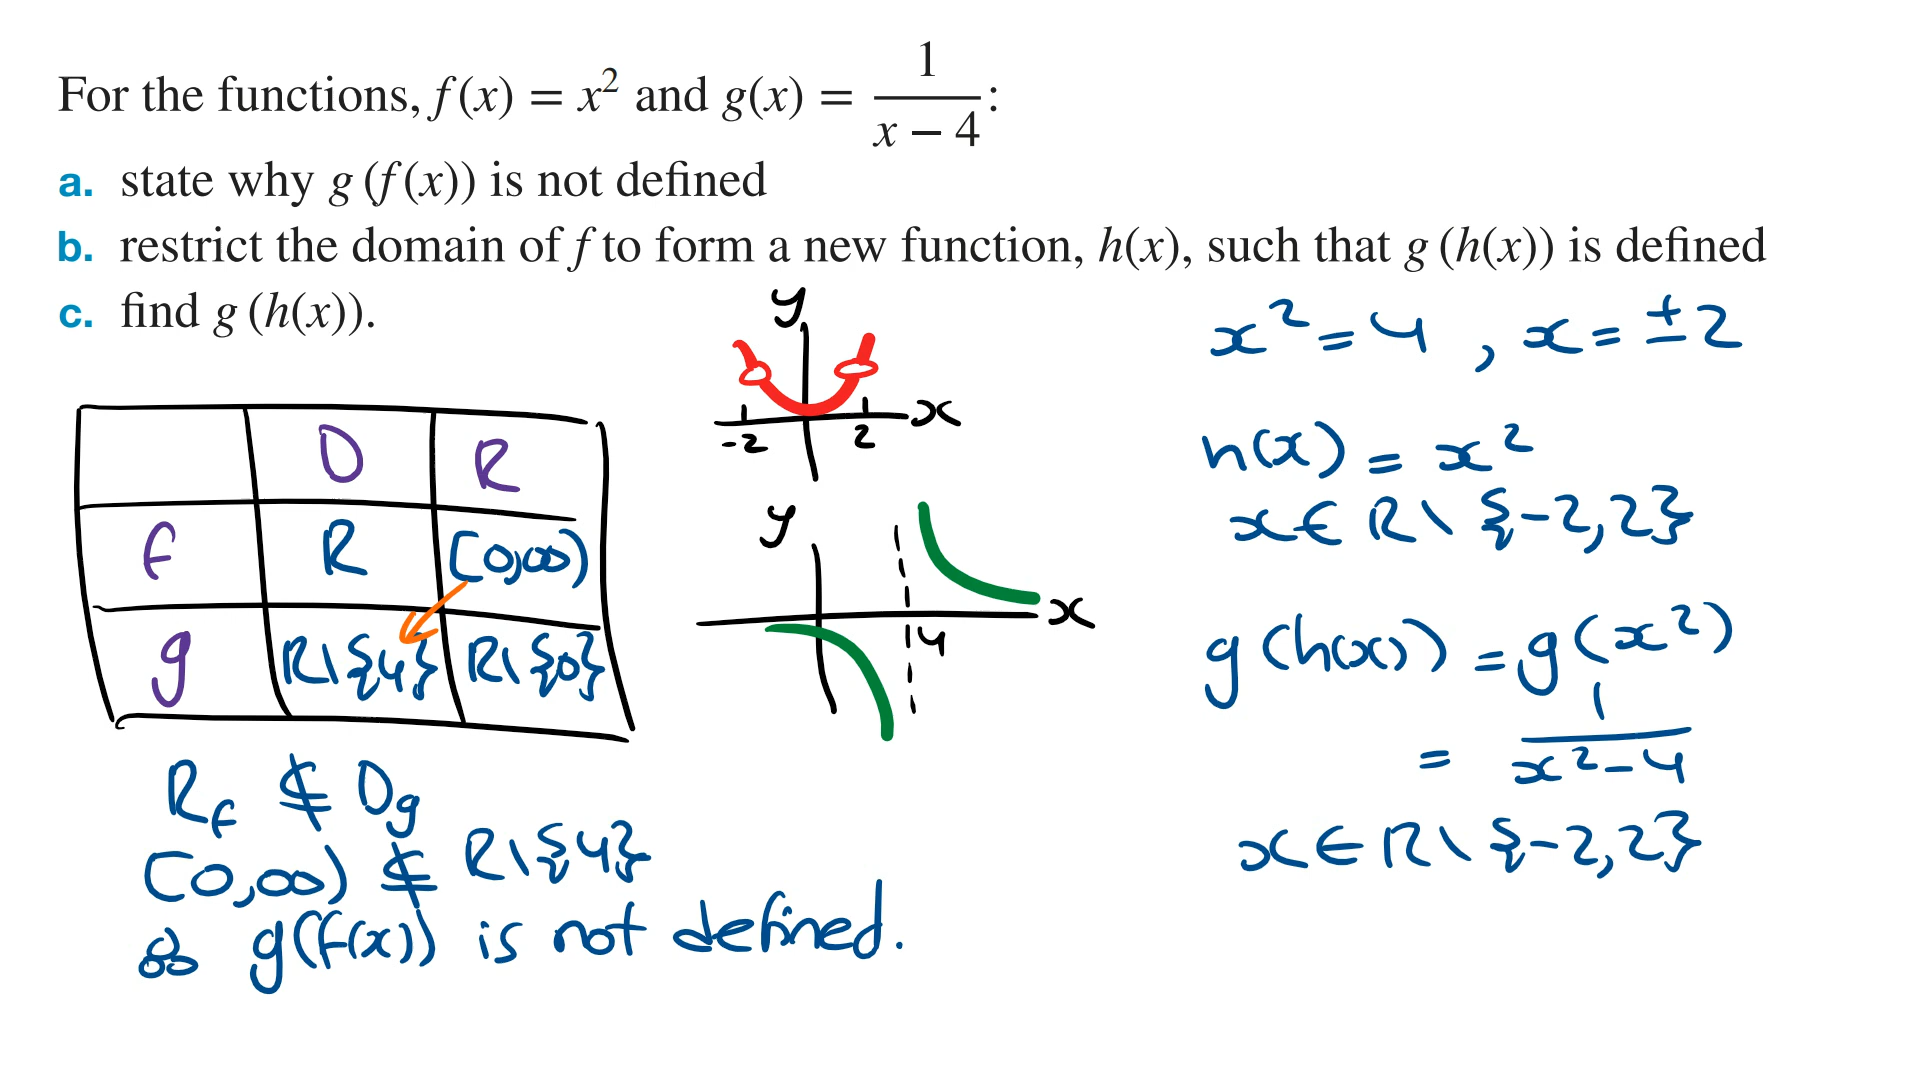 For the functions, f(x) = x² and g(x) = 1/(x − 4):
a. state why g (f(x)) is not defined
b. restrict the domain of f to form a new function, h(x), such that g (h(x)) is defined
c. find g (h(x)).
D R
f R [0,∞)
g R\{4} R\{0}
y
x
-2 2
y
x
4
R_f ⊈ D_g
[0,∞) ⊈ R\{4}
∴ g(f(x)) is not defined.
x² = 4 , x = ±2
h(x) = x²
x ∈ R \ {-2,2}
g(h(x)) = g(x²)
= 1/(x²-4)
x ∈ R \ {-2,2}